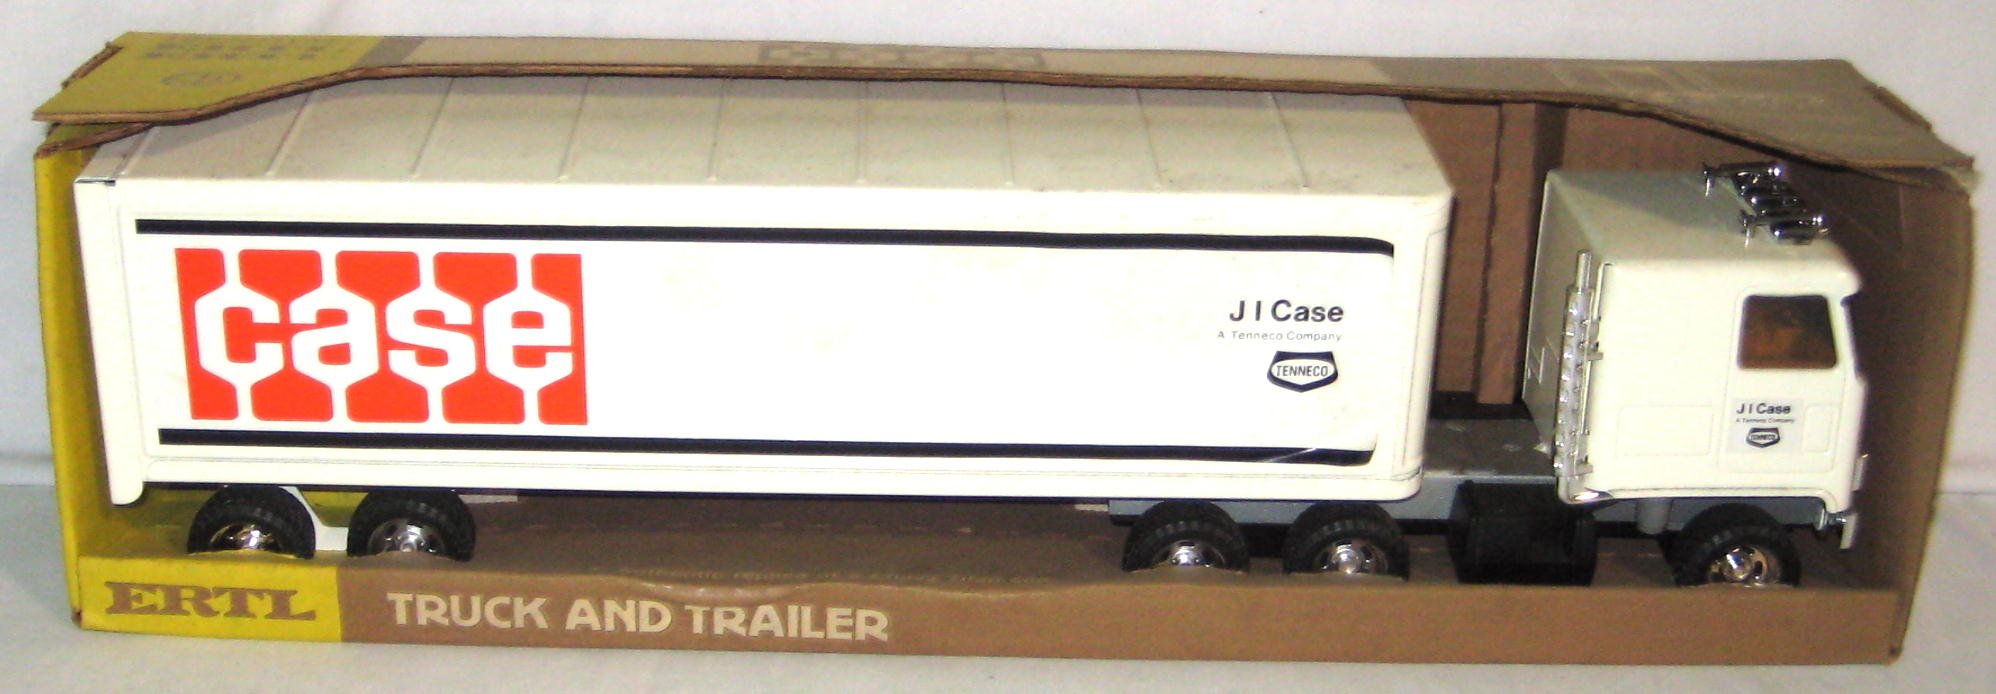 case
J I Case
A Tenneco Company
TENNECO
J I Case
A Tenneco Company
TENNECO
ERTL
TRUCK AND TRAILER